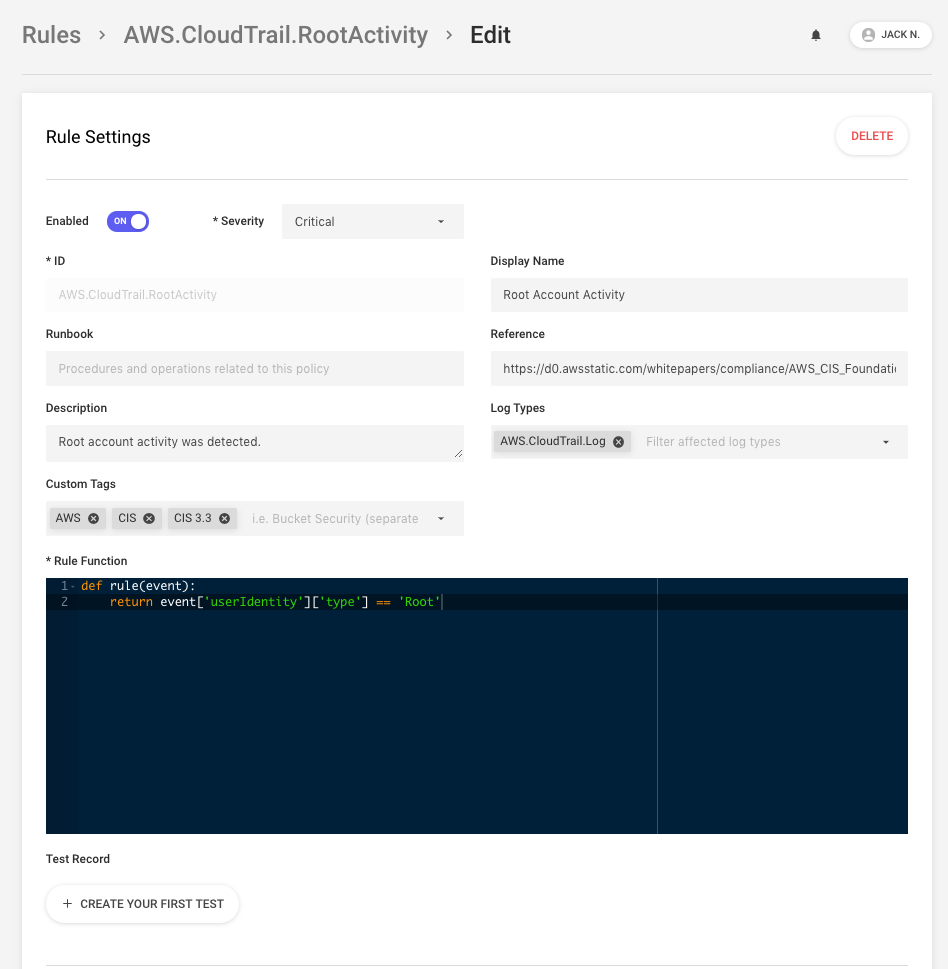 Rules > AWS.CloudTrail.RootActivity > Edit
JACK N.
Rule Settings
DELETE
Enabled
ON
* Severity
Critical
* ID
AWS.CloudTrail.RootActivity
Display Name
Root Account Activity
Runbook
Procedures and operations related to this policy
Reference
https://d0.awsstatic.com/whitepapers/compliance/AWS_CIS_Foundati
Description
Root account activity was detected.
Log Types
AWS.CloudTrail.Log
Filter affected log types
Custom Tags
AWS
CIS
CIS 3.3
i.e. Bucket Security (separate
* Rule Function
1 def rule(event):
2 return event['userIdentity']['type'] == 'Root'
Test Record
+ CREATE YOUR FIRST TEST